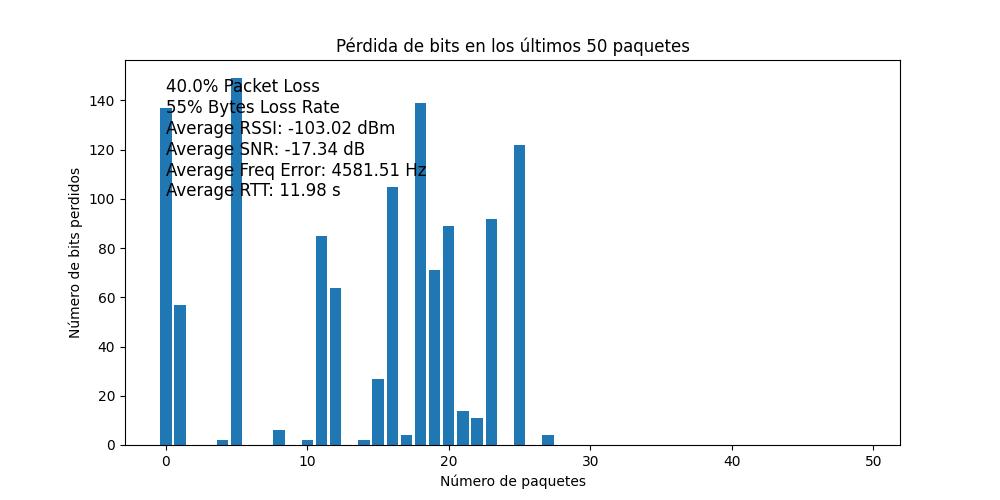 Pérdida de bits en los últimos 50 paquetes
40.0% Packet Loss
55% Bytes Loss Rate
Average RSSI: -103.02 dBm
Average SNR: -17.34 dB
Average Freq Error: 4581.51 Hz
Average RTT: 11.98 s
Número de bits perdidos
140
120
100
80
60
40
20
0
0 10 20 30 40 50
Número de paquetes